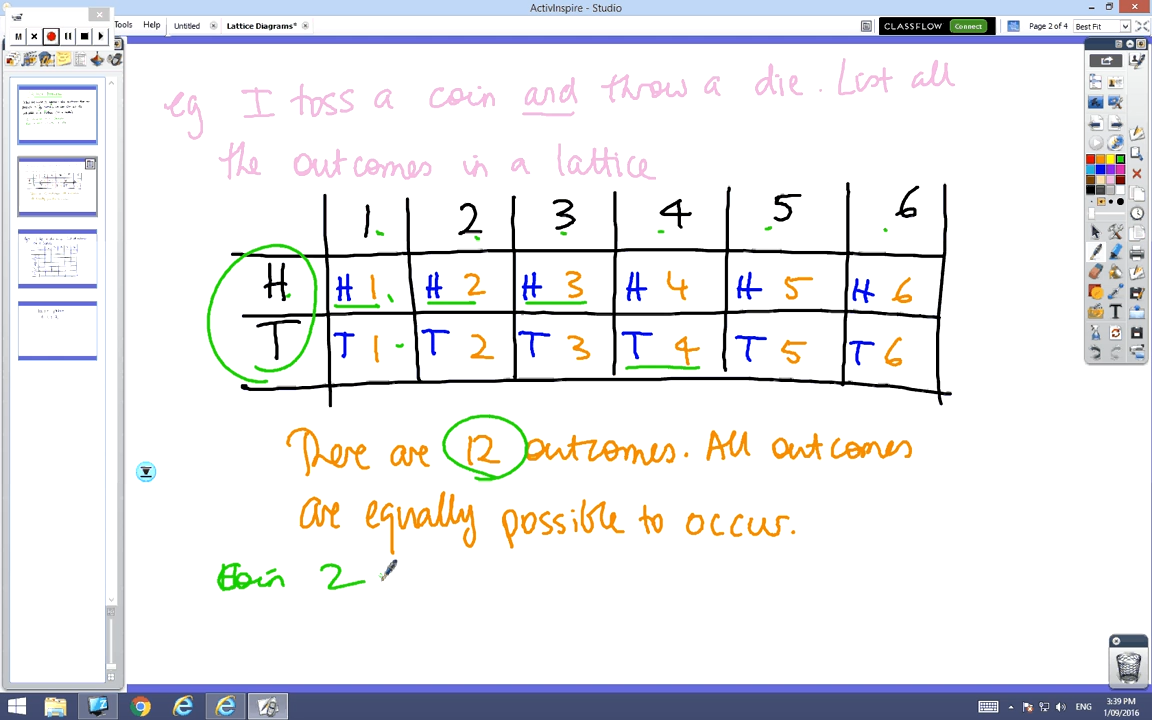 ActivInspire - Studio
Tools Help Untitled Lattice Diagrams* CLASSFLOW Connect Page 2 of 4 Best Fit
eg I toss a coin and throw a die. List all
the outcomes in a lattice
1 2 3 4 5 6
H H 1 H 2 H 3 H 4 H 5 H 6
T T 1 T 2 T 3 T 4 T 5 T 6
There are 12 outcomes. All outcomes
are equally possible to occur.
Coin 2
ENG 3:39 PM
1/09/2016